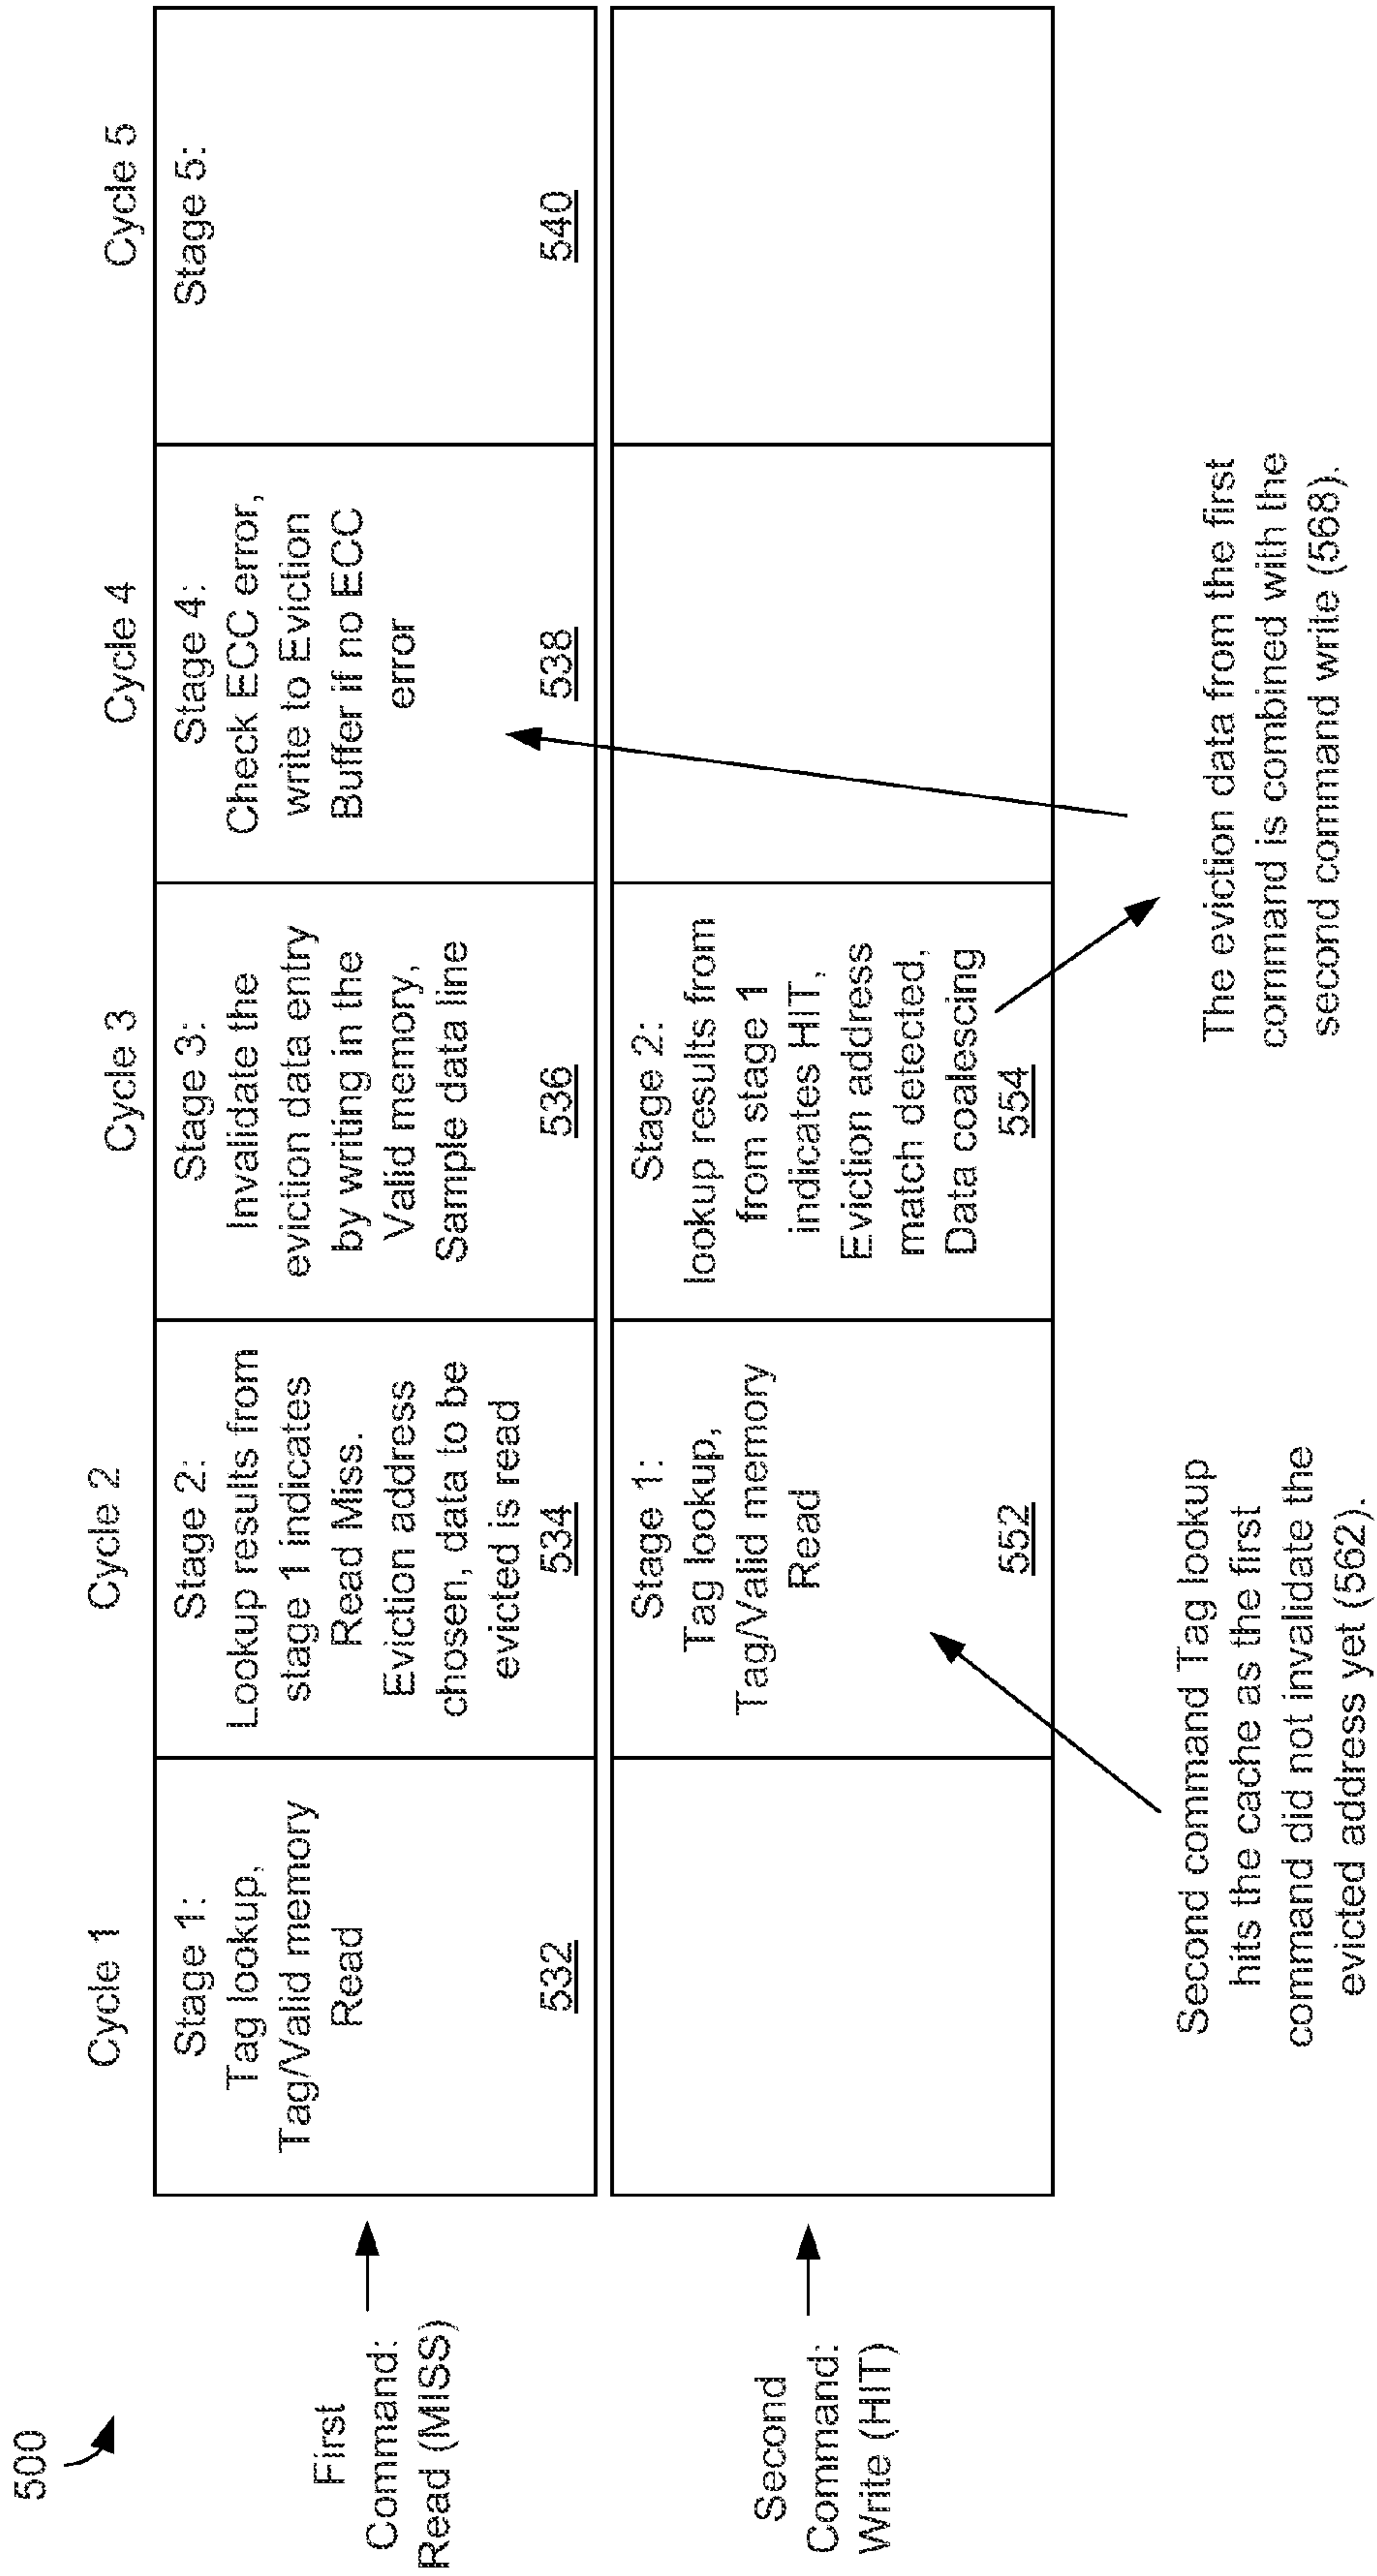 500
Cycle 1
Cycle 2
Cycle 3
Cycle 4
Cycle 5
First
Command:
Read (MISS)
Stage 1:
Tag lookup,
Tag/Valid memory
Read
532
Stage 2:
Lookup results from
stage 1 indicates
Read Miss.
Eviction address
chosen, data to be
evicted is read
534
Stage 3:
Invalidate the
eviction data entry
by writing in the
Valid memory,
Sample data line
536
Stage 4:
Check ECC error,
write to Eviction
Buffer if no ECC
error
538
Stage 5:
540
Second
Command:
Write (HIT)
Stage 1:
Tag lookup,
Tag/Valid memory
Read
552
Stage 2:
lookup results from
from stage 1
indicates HIT,
Eviction address
match detected,
Data coalescing
554
Second command Tag lookup
hits the cache as the first
command did not invalidate the
evicted address yet (562).
The eviction data from the first
command is combined with the
second command write (568).